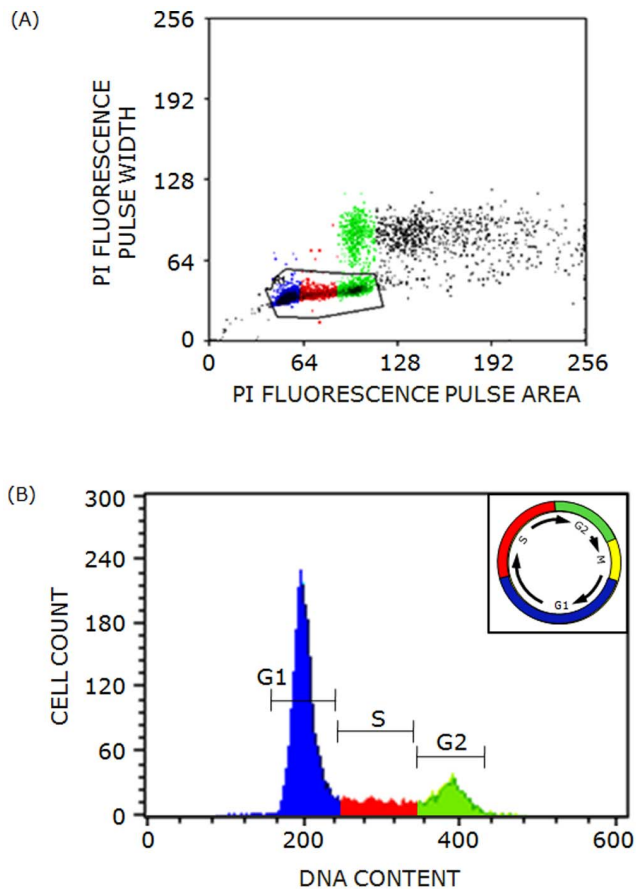 (A)
PI FLUORESCENCE
PULSE WIDTH
256
192
128
64
0
0 64 128 192 256
PI FLUORESCENCE PULSE AREA
(B)
CELL COUNT
300
240
180
120
60
0
G1
S
G2
S
G2
M
G1
0 200 400 600
DNA CONTENT